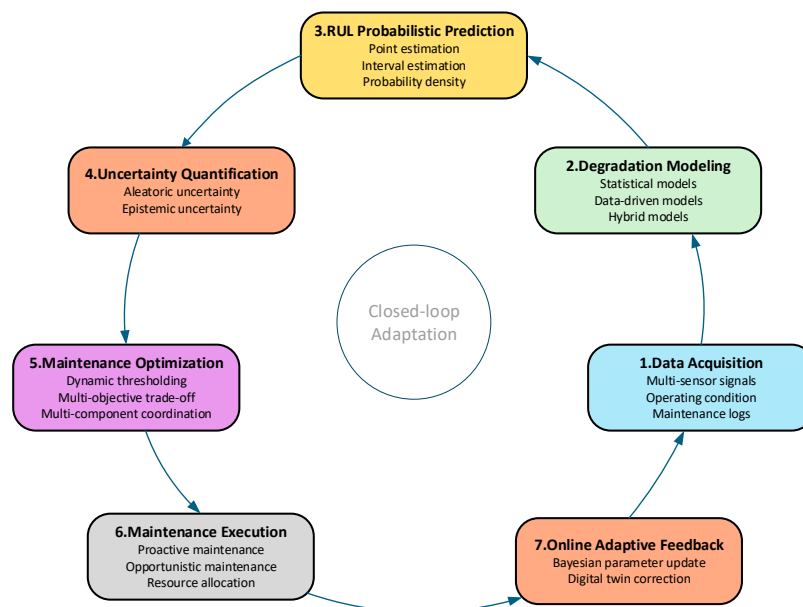 3.RUL Probabilistic Prediction
Point estimation
Interval estimation
Probability density
4.Uncertainty Quantification
Aleatoric uncertainty
Epistemic uncertainty
2.Degradation Modeling
Statistical models
Data-driven models
Hybrid models
Closed-loop
Adaptation
5.Maintenance Optimization
Dynamic thresholding
Multi-objective trade-off
Multi-component coordination
1.Data Acquisition
Multi-sensor signals
Operating condition
Maintenance logs
6.Maintenance Execution
Proactive maintenance
Opportunistic maintenance
Resource allocation
7.Online Adaptive Feedback
Bayesian parameter update
Digital twin correction